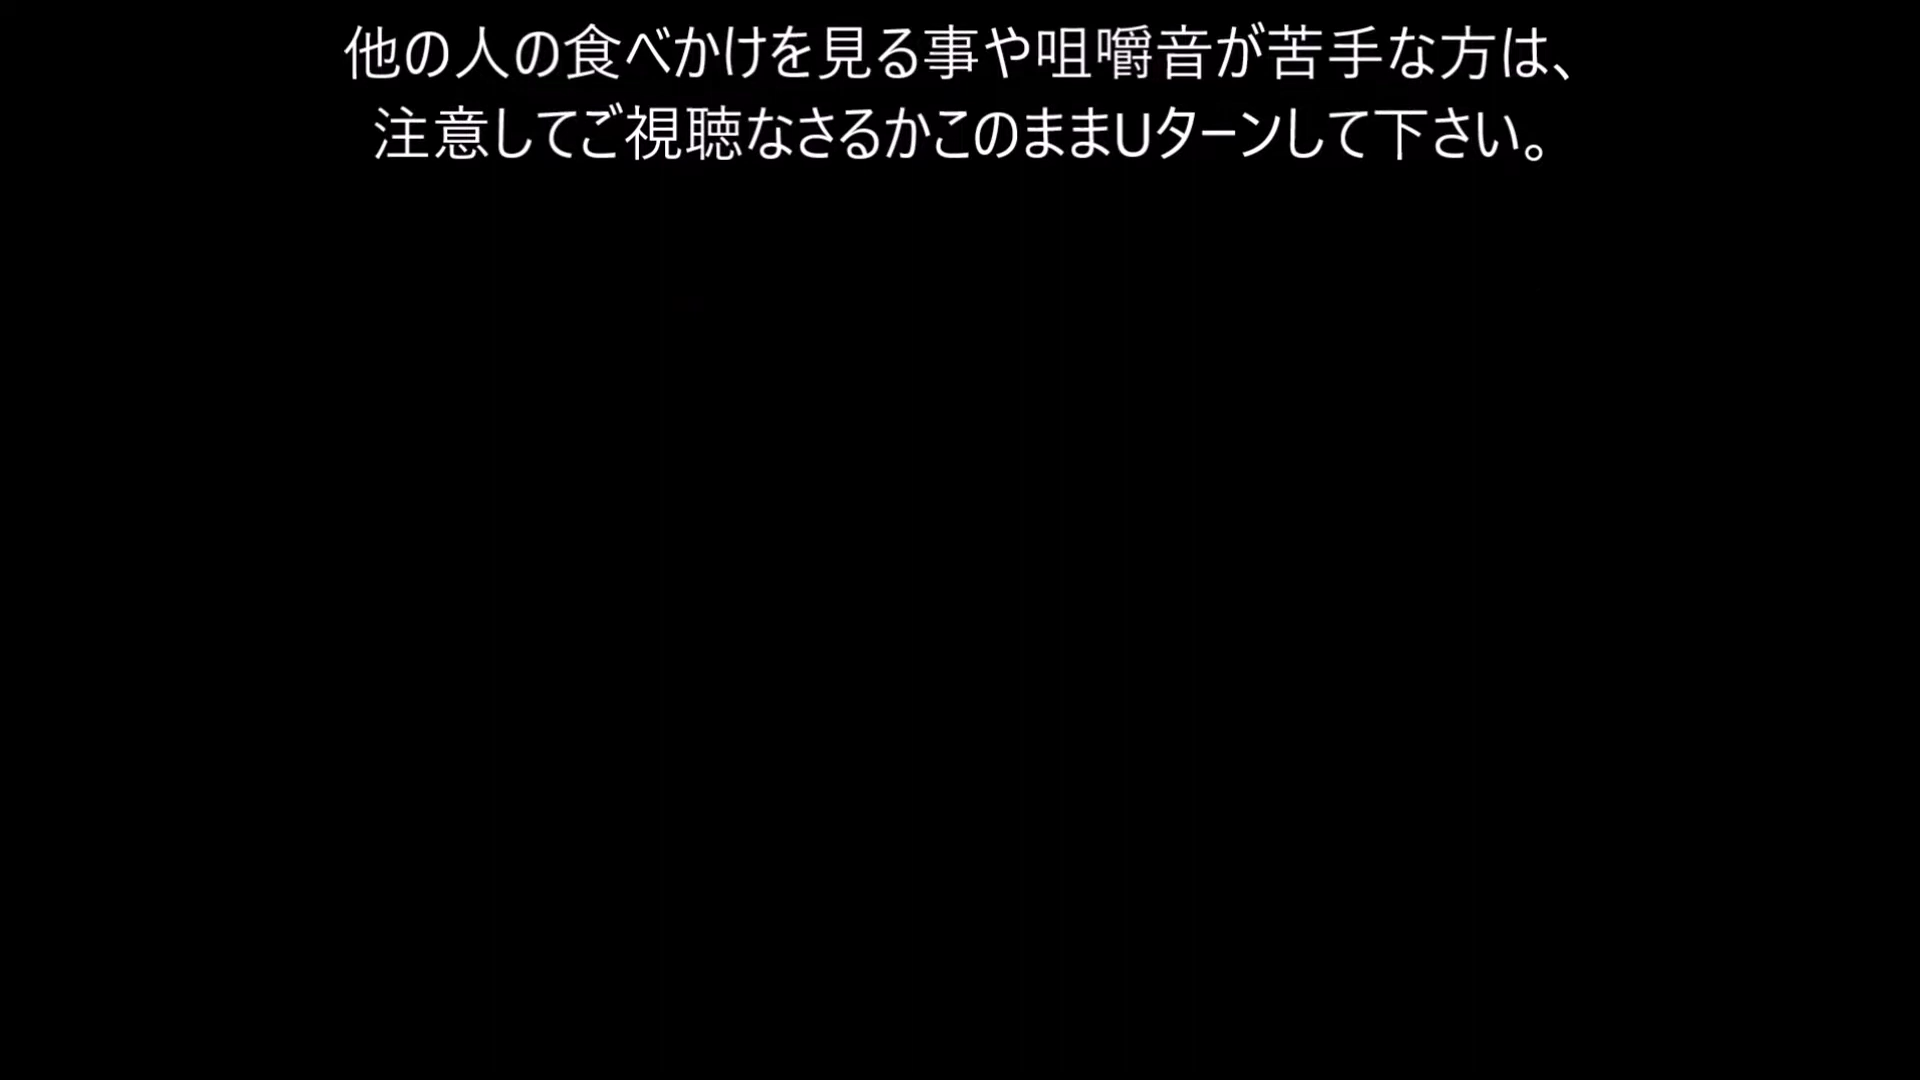 他の人の食べかけを見る事や咀嚼音が苦手な方は、
注意してご視聴なさるかこのままUターンして下さい。